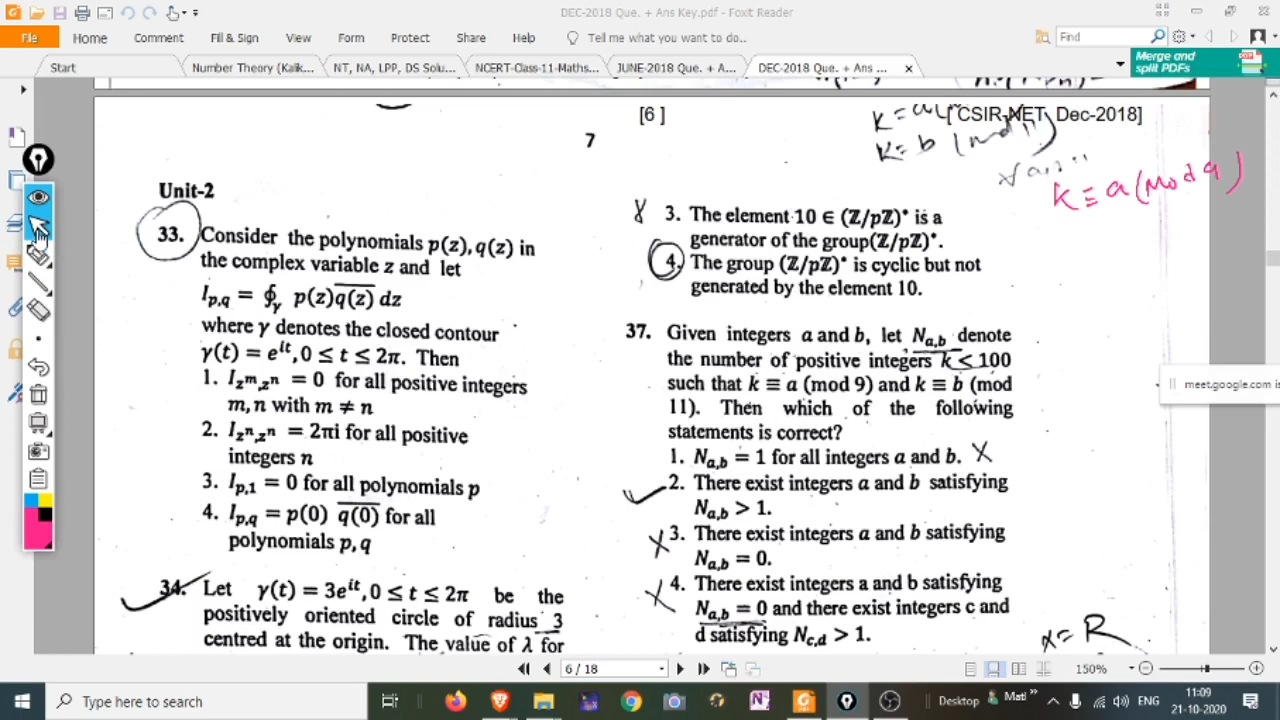 DEC-2018 Que. + Ans Key.pdf - Foxit Reader
File Home Comment Fill & Sign View Form Protect Share Help Tell me what you want to do.. Find
Start Number Theory (Kalik... NT, NA, LPP, DS Solu... CERT-Class-11-Maths... JUNE-2018 Que. + A... DEC-2018 Que. + Ans ...
Merge and
split PDFs
[6 ] [ CSIR-NET, Dec-2018]
7
k ≡ b (mod 11)
k ≡ a (mod 9)
Unit-2
33. Consider the polynomials p(z), q(z) in
the complex variable z and let
I_{p,q} = ∮_γ p(z)\overline{q(z)} dz
where γ denotes the closed contour
γ(t) = e^{it}, 0 ≤ t ≤ 2π. Then
1. I_{z^m,z^n} = 0 for all positive integers
m, n with m ≠ n
2. I_{z^n,z^n} = 2πi for all positive
integers n
3. I_{p,1} = 0 for all polynomials p
4. I_{p,q} = p(0) \overline{q(0)} for all
polynomials p, q
34. Let γ(t) = 3e^{it}, 0 ≤ t ≤ 2π be the
positively oriented circle of radius 3
centred at the origin. The value of λ for
3. The element 10 ∈ (ℤ/pℤ)* is a
generator of the group(ℤ/pℤ)*.
4. The group (ℤ/pℤ)* is cyclic but not
generated by the element 10.
37. Given integers a and b, let N_{a,b} denote
the number of positive integers k ≤ 100
such that k ≡ a (mod 9) and k ≡ b (mod
11). Then which of the following
statements is correct?
1. N_{a,b} = 1 for all integers a and b.
2. There exist integers a and b satisfying
N_{a,b} > 1.
3. There exist integers a and b satisfying
N_{a,b} = 0.
4. There exist integers a and b satisfying
N_{a,b} = 0 and there exist integers c and
d satisfying N_{c,d} > 1.
x = R
meet.google.com is
6 / 18 150%
Type here to search Desktop Mati ENG 11:09
21-10-2020